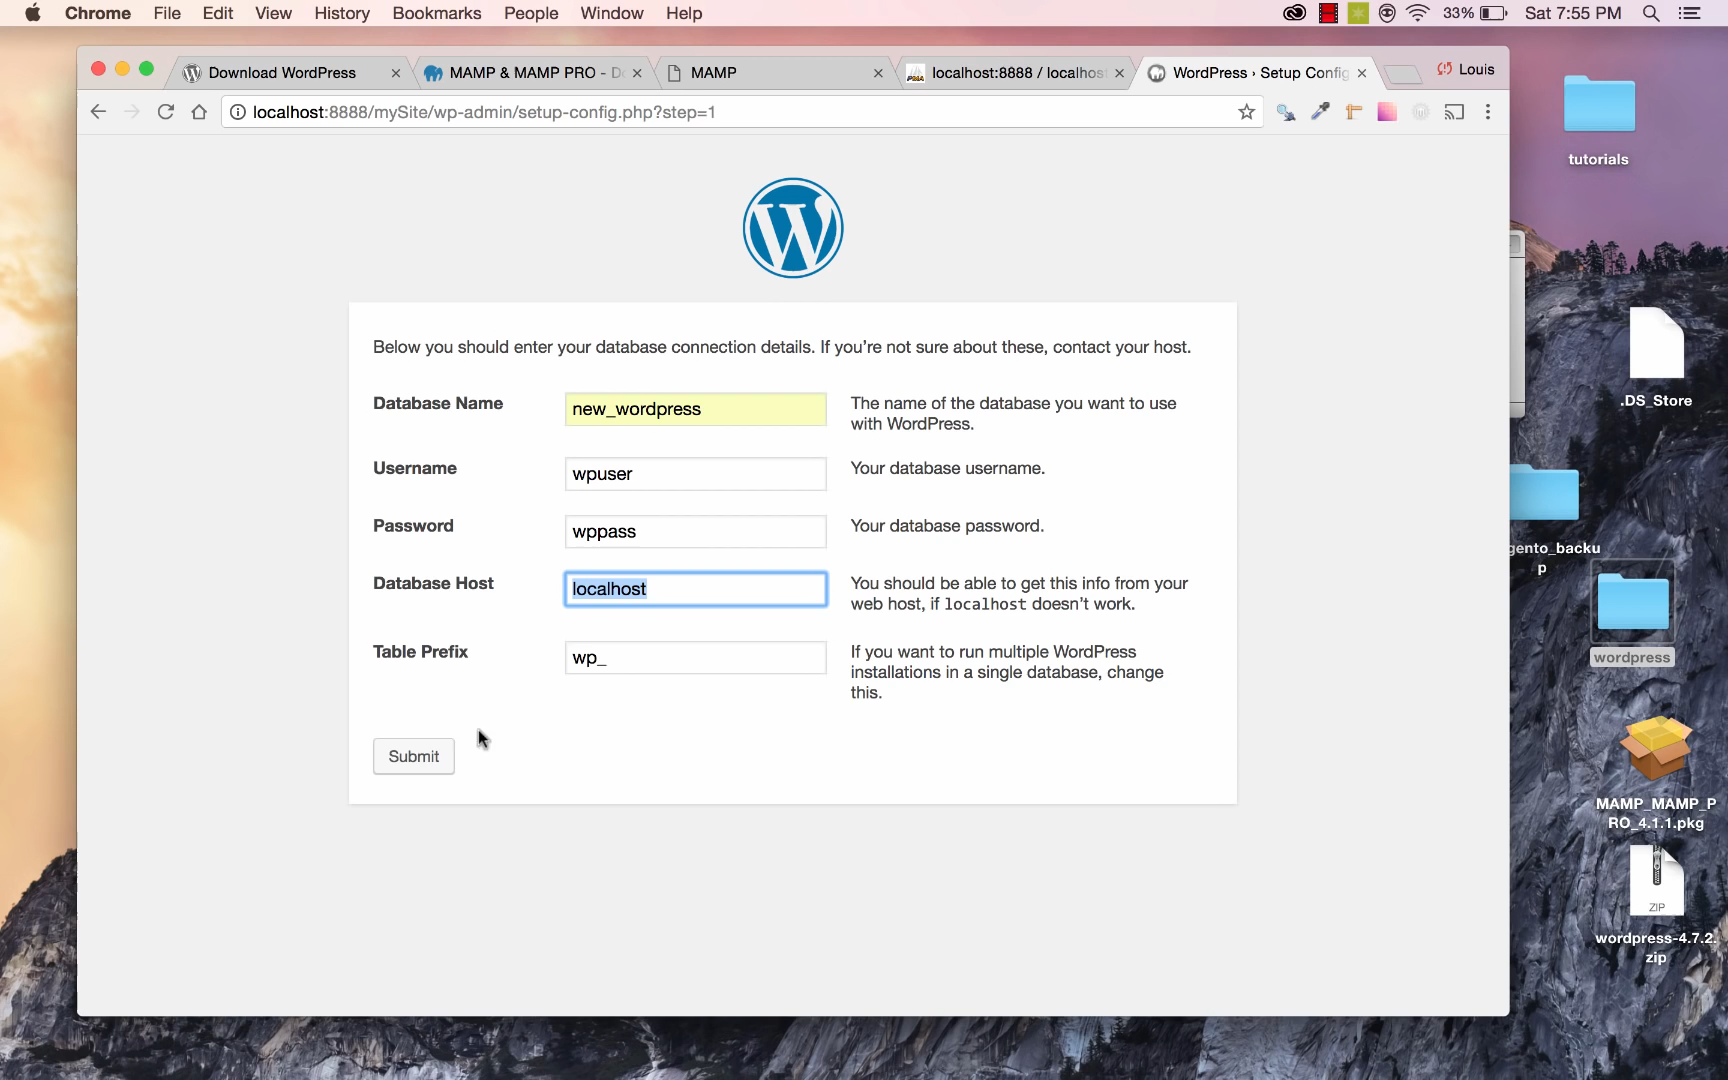 Chrome File Edit View History Bookmarks People Window Help 33% Sat 7:55 PM
Download WordPress MAMP & MAMP PRO - Do MAMP localhost:8888 / localhos WordPress › Setup Config Louis
localhost:8888/mySite/wp-admin/setup-config.php?step=1
Below you should enter your database connection details. If you’re not sure about these, contact your host.
Database Name new_wordpress The name of the database you want to use
with WordPress.
Username wpuser Your database username.
Password wppass Your database password.
Database Host localhost You should be able to get this info from your
web host, if localhost doesn’t work.
Table Prefix wp_ If you want to run multiple WordPress
installations in a single database, change
this.
Submit
tutorials
.DS_Store
gento_backu
p
wordpress
MAMP_MAMP_P
RO_4.1.1.pkg
ZIP
wordpress-4.7.2.
zip